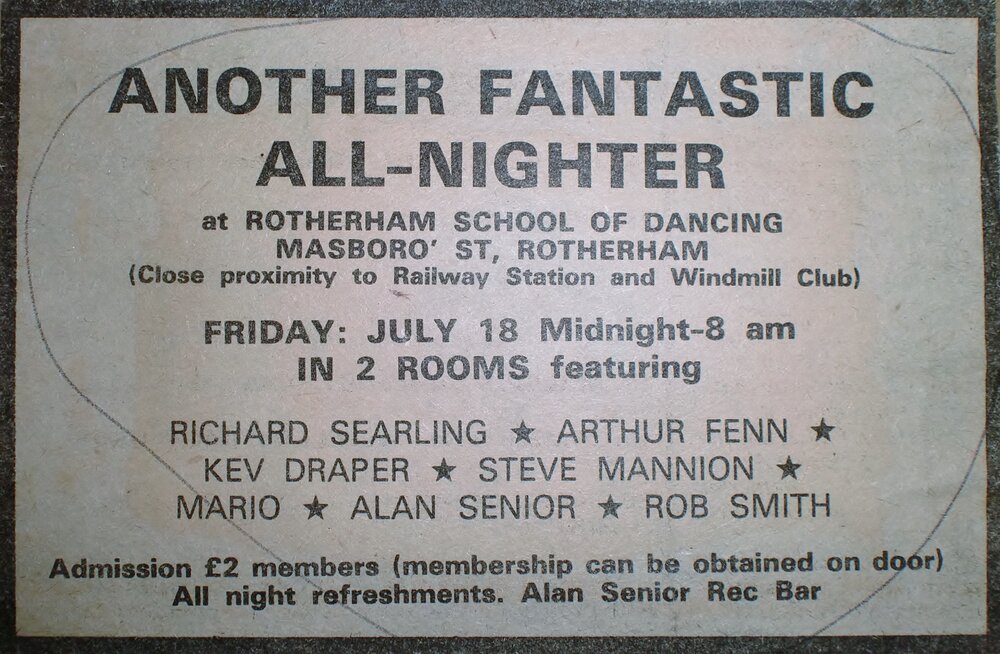 ANOTHER FANTASTIC
ALL-NIGHTER
at ROTHERHAM SCHOOL OF DANCING
MASBORO' ST, ROTHERHAM
(Close proximity to Railway Station and Windmill Club)
FRIDAY: JULY 18 Midnight-8 am
IN 2 ROOMS featuring
RICHARD SEARLING ★ ARTHUR FENN ★
KEV DRAPER ★ STEVE MANNION ★
MARIO ★ ALAN SENIOR ★ ROB SMITH
Admission £2 members (membership can be obtained on door)
All night refreshments. Alan Senior Rec Bar